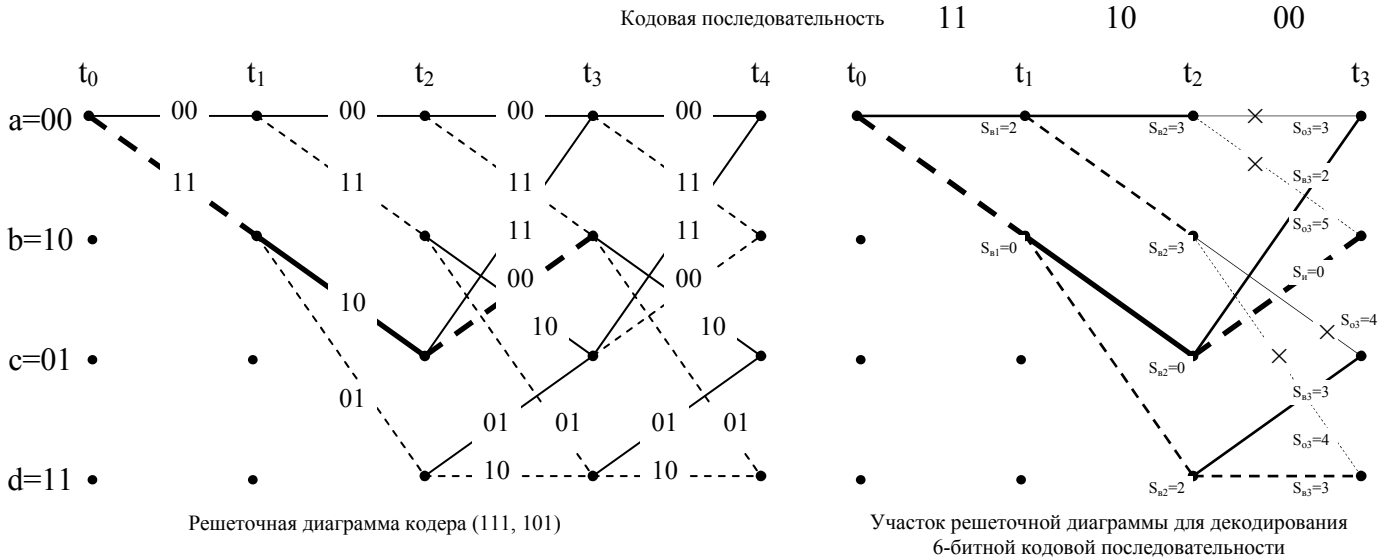 Кодовая последовательность 11 10 00
t0 t1 t2 t3 t4 t0 t1 t2 t3
a=00 00 00 00 00
Sв1=2 Sв2=3 Sо3=3
11 11 11 11
Sв3=2
11 11
Sо3=5
b=10
Sв1=0 Sв2=3
00 00
Sи=0
10 10 10
Sо3=4
c=01
Sв2=0
01
Sв3=3
01 01 01 01
Sо3=4
10 10
d=11
Sв2=2 Sв3=3
Решеточная диаграмма кодера (111, 101)
Участок решеточной диаграммы для декодирования
6-битной кодовой последовательности